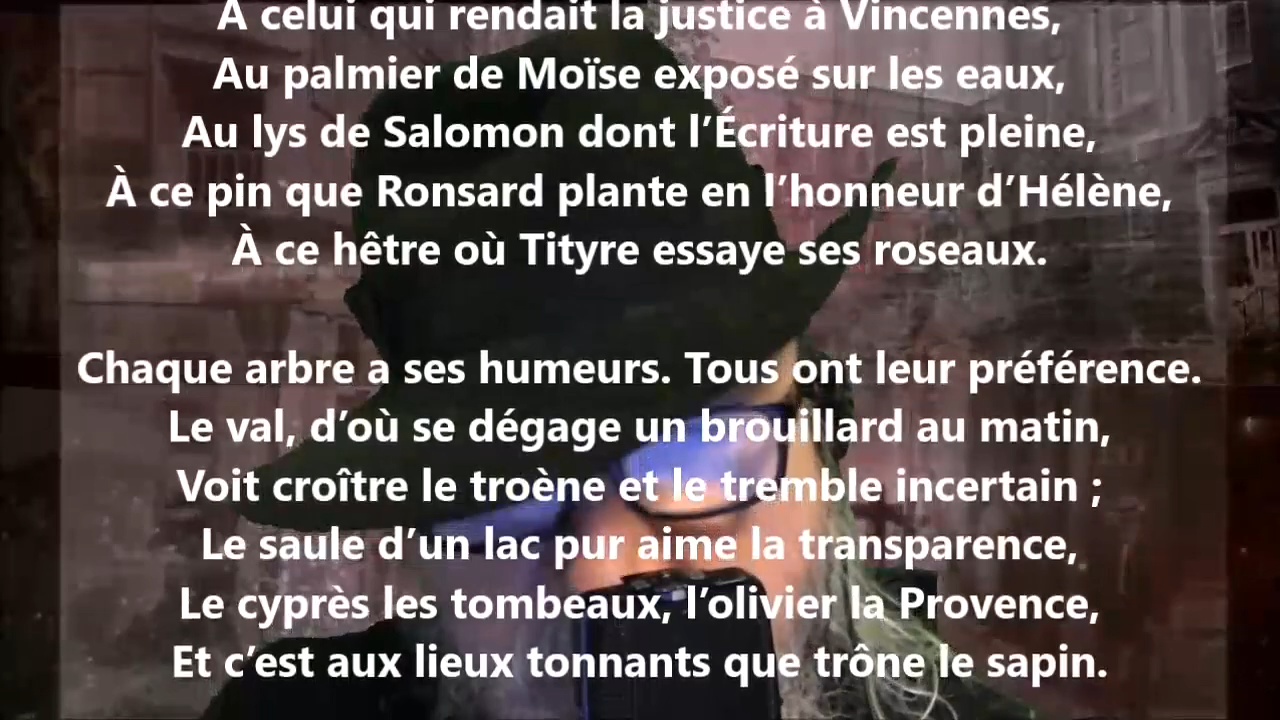 À celui qui rendait la justice à Vincennes,
Au palmier de Moïse exposé sur les eaux,
Au lys de Salomon dont l’Écriture est pleine,
À ce pin que Ronsard plante en l’honneur d’Hélène,
À ce hêtre où Tityre essaye ses roseaux.
Chaque arbre a ses humeurs. Tous ont leur préférence.
Le val, d’où se dégage un brouillard au matin,
Voit croître le troène et le tremble incertain ;
Le saule d’un lac pur aime la transparence,
Le cyprès les tombeaux, l’olivier la Provence,
Et c’est aux lieux tonnants que trône le sapin.